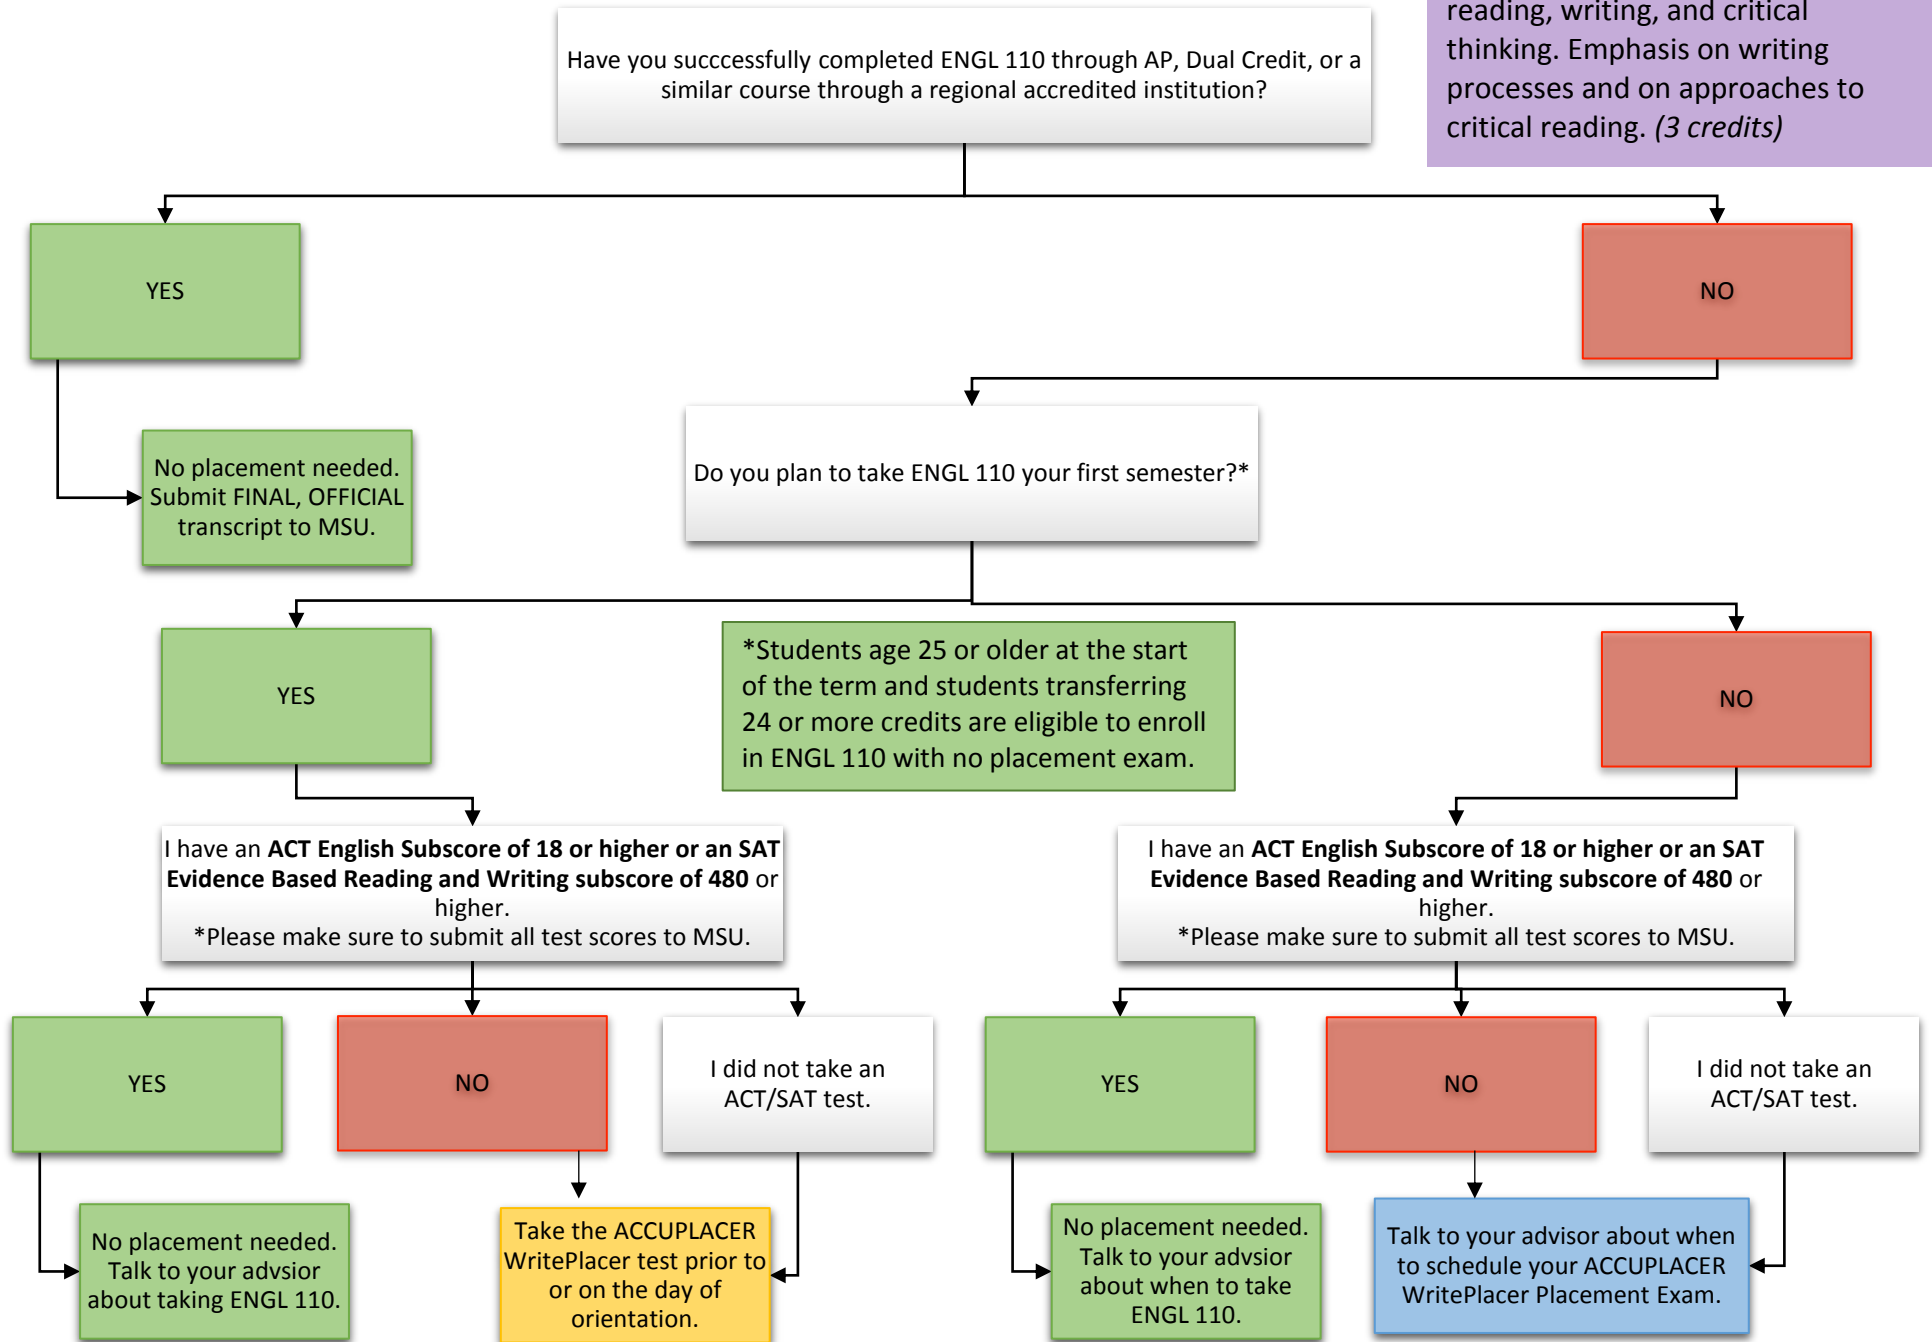 reading, writing, and critical
thinking. Emphasis on writing
processes and on approaches to
critical reading. (3 credits)
Have you succcessfully completed ENGL 110 through AP, Dual Credit, or a
similar course through a regional accredited institution?
YES
NO
No placement needed.
Submit FINAL, OFFICIAL
transcript to MSU.
Do you plan to take ENGL 110 your first semester?*
YES
*Students age 25 or older at the start
of the term and students transferring
24 or more credits are eligible to enroll
in ENGL 110 with no placement exam.
NO
I have an ACT English Subscore of 18 or higher or an SAT
Evidence Based Reading and Writing subscore of 480 or
higher.
*Please make sure to submit all test scores to MSU.
I have an ACT English Subscore of 18 or higher or an SAT
Evidence Based Reading and Writing subscore of 480 or
higher.
*Please make sure to submit all test scores to MSU.
YES
NO
I did not take an
ACT/SAT test.
YES
NO
I did not take an
ACT/SAT test.
No placement needed.
Talk to your advsior
about taking ENGL 110.
Take the ACCUPLACER
WritePlacer test prior to
or on the day of
orientation.
No placement needed.
Talk to your advsior
about when to take
ENGL 110.
Talk to your advisor about when
to schedule your ACCUPLACER
WritePlacer Placement Exam.